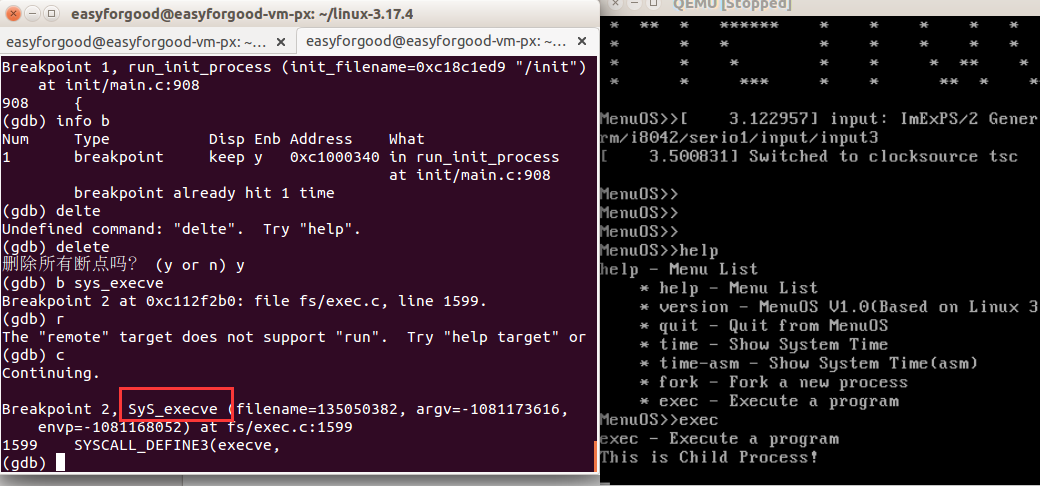 easyforgood@easyforgood-vm-px: ~/linux-3.17.4
easyforgood@easyforgood-vm-px: ~... × easyforgood@easyforgood-vm-px: ~... ×
Breakpoint 1, run_init_process (init_filename=0xc18c1ed9 "/init")
    at init/main.c:908
908     {
(gdb) info b
Num     Type           Disp Enb Address    What
1       breakpoint     keep y   0xc1000340 in run_init_process
                                           at init/main.c:908
        breakpoint already hit 1 time
(gdb) delte
Undefined command: "delte".  Try "help".
(gdb) delete
删除所有断点吗? (y or n) y
(gdb) b sys_execve
Breakpoint 2 at 0xc112f2b0: file fs/exec.c, line 1599.
(gdb) r
The "remote" target does not support "run".  Try "help target" or
(gdb) c
Continuing.
Breakpoint 2, SyS_execve (filename=135050382, argv=-1081173616,
    envp=-1081168052) at fs/exec.c:1599
1599    SYSCALL_DEFINE3(execve,
(gdb)
QEMU [Stopped]
* ** * ****** * * * * *
* * * * * * * *
* * * * * * ** *
* * *** * * ** * *
MenuOS>>[    3.122957] input: ImExPS/2 Gener
rm/i8042/serio1/input/input3
[    3.500831] Switched to clocksource tsc
MenuOS>>
MenuOS>>
MenuOS>>
MenuOS>>help
help - Menu List
    * help - Menu List
    * version - MenuOS V1.0(Based on Linux 3
    * quit - Quit from MenuOS
    * time - Show System Time
    * time-asm - Show System Time(asm)
    * fork - Fork a new process
    * exec - Execute a program
MenuOS>>exec
exec - Execute a program
This is Child Process!